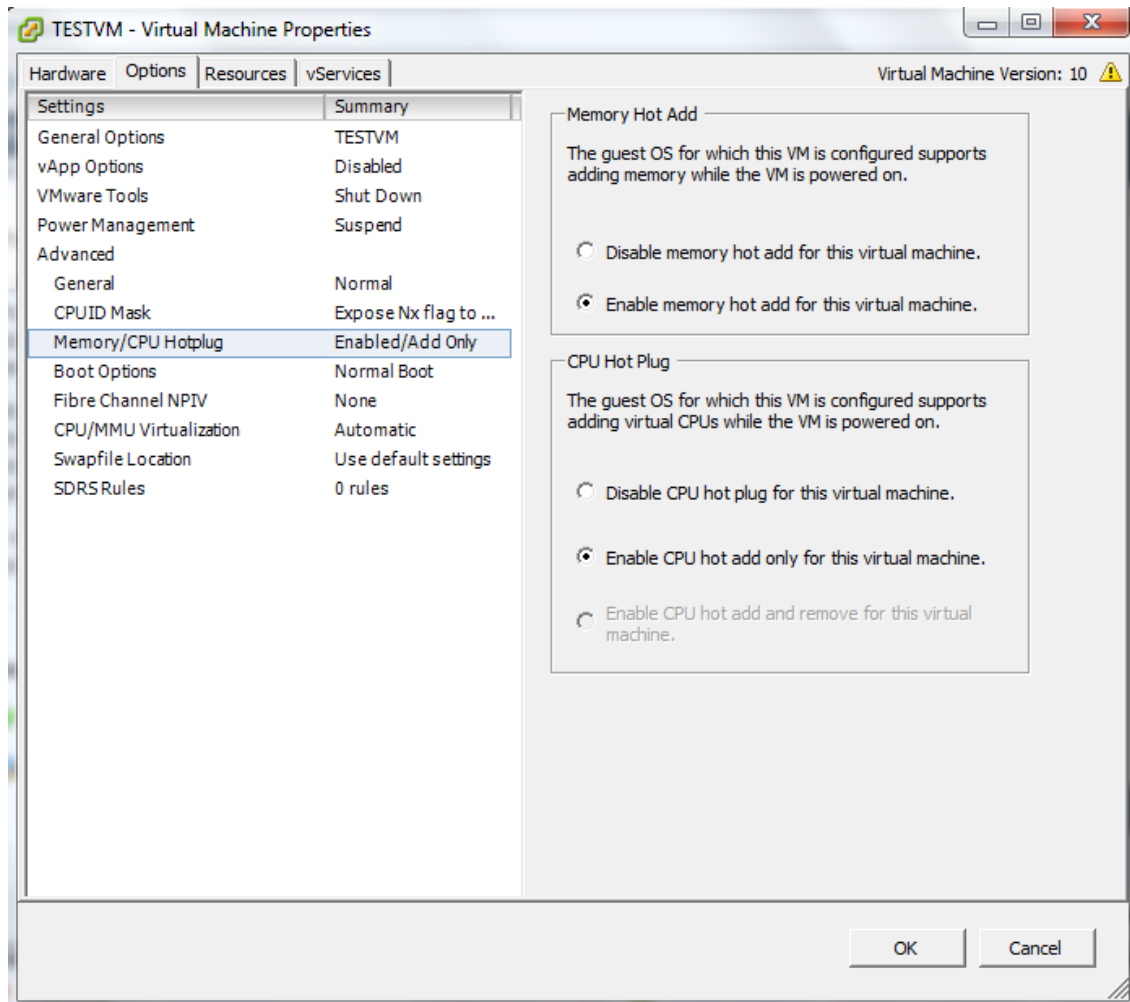 TESTVM - Virtual Machine Properties
Hardware Options Resources vServices Virtual Machine Version: 10
Settings Summary
General Options TESTVM
vApp Options Disabled
VMware Tools Shut Down
Power Management Suspend
Advanced
General Normal
CPUID Mask Expose Nx flag to ...
Memory/CPU Hotplug Enabled/Add Only
Boot Options Normal Boot
Fibre Channel NPIV None
CPU/MMU Virtualization Automatic
Swapfile Location Use default settings
SDRS Rules 0 rules
Memory Hot Add
The guest OS for which this VM is configured supports
adding memory while the VM is powered on.
Disable memory hot add for this virtual machine.
Enable memory hot add for this virtual machine.
CPU Hot Plug
The guest OS for which this VM is configured supports
adding virtual CPUs while the VM is powered on.
Disable CPU hot plug for this virtual machine.
Enable CPU hot add only for this virtual machine.
Enable CPU hot add and remove for this virtual
machine.
OK Cancel